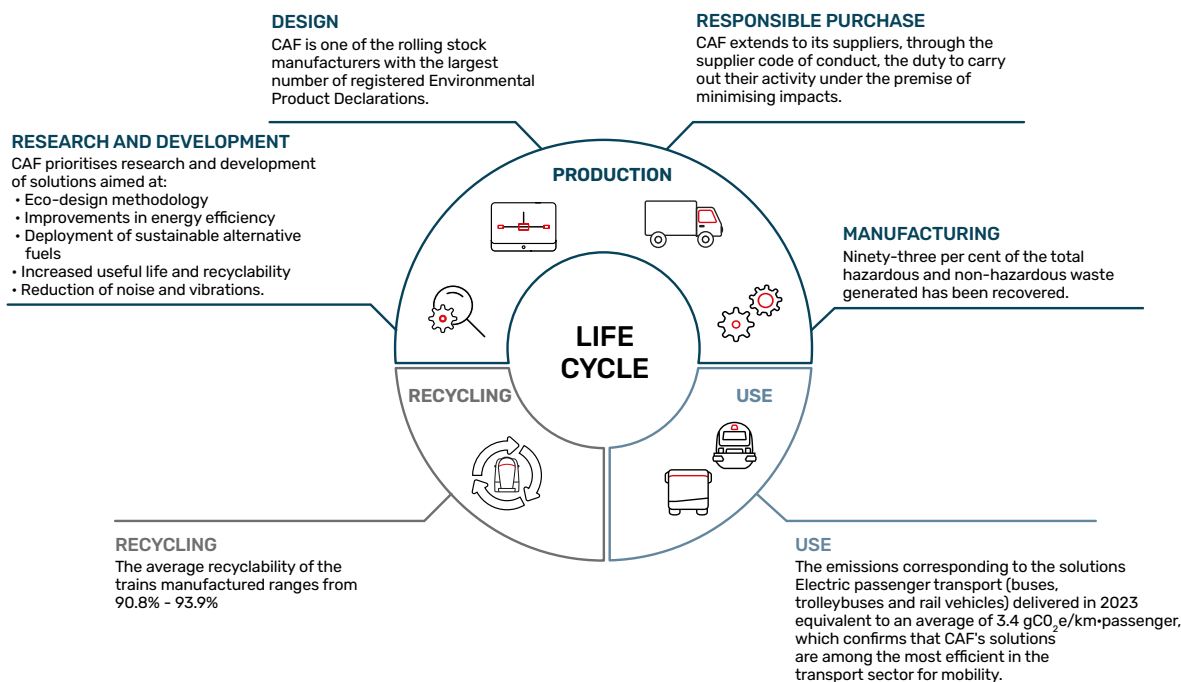 DESIGN
CAF is one of the rolling stock
manufacturers with the largest
number of registered Environmental
Product Declarations.
RESPONSIBLE PURCHASE
CAF extends to its suppliers, through the
supplier code of conduct, the duty to carry
out their activity under the premise of
minimising impacts.
RESEARCH AND DEVELOPMENT
CAF prioritises research and development
of solutions aimed at:
• Eco-design methodology
• Improvements in energy efficiency
• Deployment of sustainable alternative
fuels
• Increased useful life and recyclability
• Reduction of noise and vibrations.
PRODUCTION
MANUFACTURING
Ninety-three per cent of the total
hazardous and non-hazardous waste
generated has been recovered.
LIFE
CYCLE
RECYCLING
USE
RECYCLING
The average recyclability of the
trains manufactured ranges from
90.8% - 93.9%
USE
The emissions corresponding to the solutions
Electric passenger transport (buses,
trolleybuses and rail vehicles) delivered in 2023
equivalent to an average of 3.4 gCO₂e/km•passenger,
which confirms that CAF's solutions
are among the most efficient in the
transport sector for mobility.